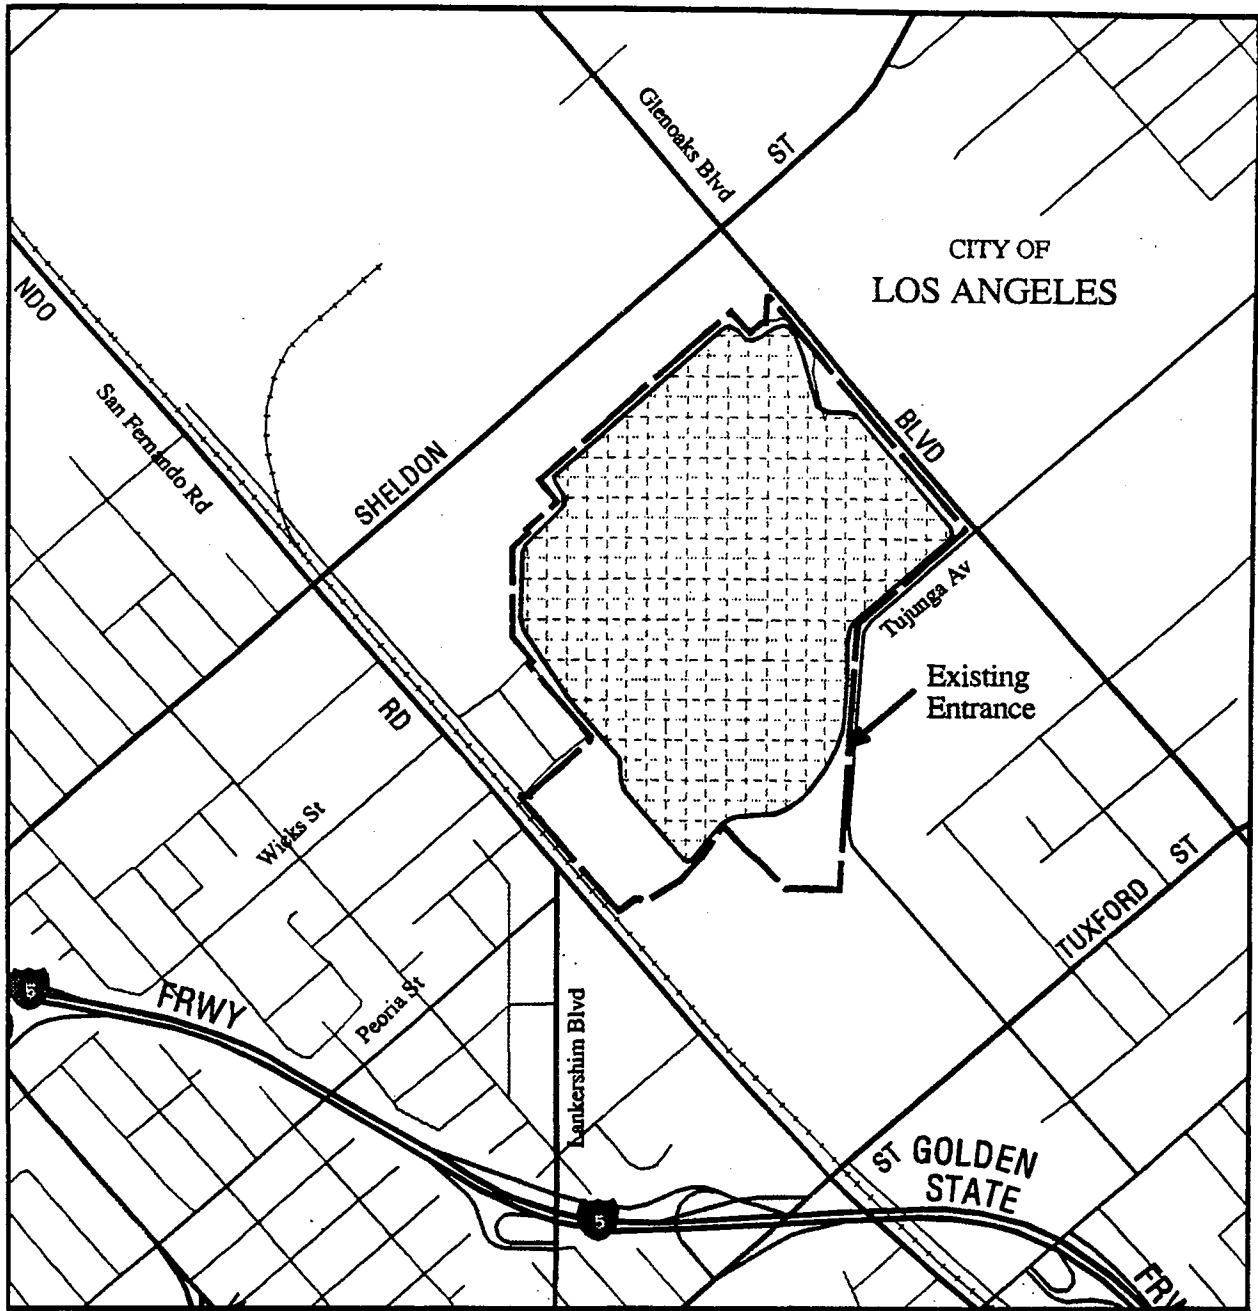 Glenoaks Blvd
ST
CITY OF
LOS ANGELES
NDO
San Fernando Rd
SHELDON
BLVD
Tujunga Av
Existing
Entrance
RD
Wicks St
ST
TUXFORD
5
FRWY
Peoria St
Lankershim Blvd
ST
GOLDEN
STATE
5
FRW